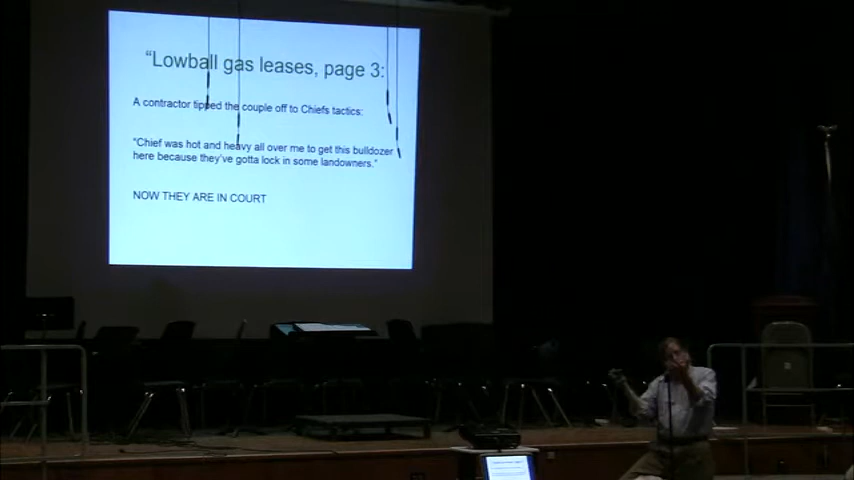 “Lowball gas leases, page 3:
A contractor tipped the couple off to Chiefs tactics:
“Chief was hot and heavy all over me to get this bulldozer
here because they've gotta lock in some landowners.”
NOW THEY ARE IN COURT